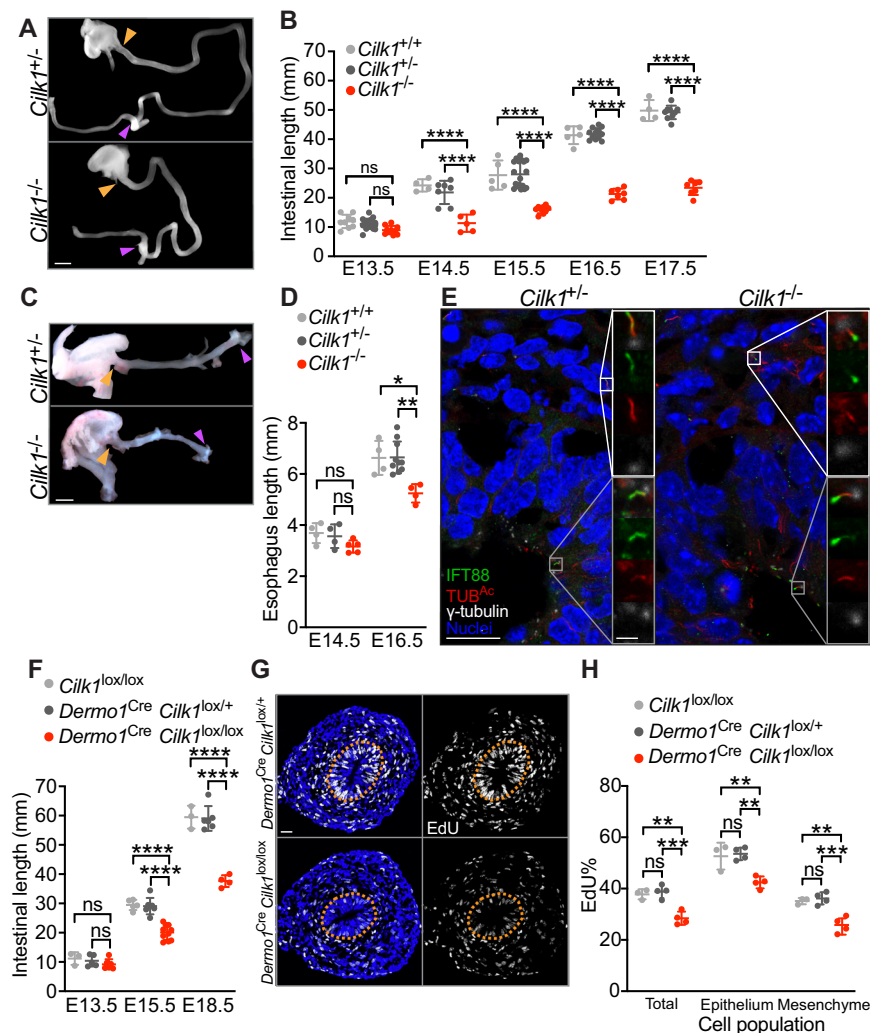 A
Cilk1+/-
Cilk1-/-
B
Cilk1+/+
Cilk1+/-
Cilk1-/-
Intestinal length (mm)
70
60
50
40
30
20
10
0
ns
ns
****
****
****
****
****
****
****
****
E13.5 E14.5 E15.5 E16.5 E17.5
C
Cilk1+/-
Cilk1-/-
D
Cilk1+/+
Cilk1+/-
Cilk1-/-
Esophagus length (mm)
8
6
4
2
0
ns
ns
*
**
E14.5 E16.5
E
Cilk1+/-
Cilk1-/-
IFT88
TUBAc
γ-tubulin
Nuclei
F
Cilk1lox/lox
Dermo1Cre Cilk1lox/+
Dermo1Cre Cilk1lox/lox
Intestinal length (mm)
70
60
50
40
30
20
10
0
ns
ns
****
****
****
****
E13.5 E15.5 E18.5
G
Dermo1Cre Cilk1lox/+
Dermo1Cre Cilk1lox/lox
EdU
H
Cilk1lox/lox
Dermo1Cre Cilk1lox/+
Dermo1Cre Cilk1lox/lox
EdU%
80
60
40
20
0
**
ns
***
**
ns
**
**
ns
***
Total Epithelium Mesenchyme
Cell population